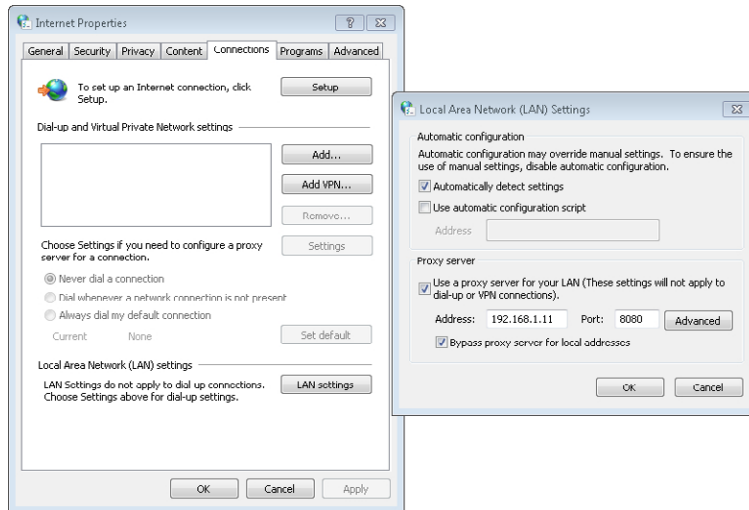 Internet Properties
General
Security
Privacy
Content
Connections
Programs
Advanced
To set up an Internet connection, click
Setup.
Setup
Dial-up and Virtual Private Network settings
Add...
Add VPN...
Remove...
Choose Settings if you need to configure a proxy
server for a connection.
Settings
Never dial a connection
Dial whenever a network connection is not present
Always dial my default connection
Current
None
Set default
Local Area Network (LAN) settings
LAN Settings do not apply to dial up connections.
Choose Settings above for dial-up settings.
LAN settings
OK
Cancel
Apply
Local Area Network (LAN) Settings
Automatic configuration
Automatic configuration may override manual settings. To ensure the
use of manual settings, disable automatic configuration.
Automatically detect settings
Use automatic configuration script
Address
Proxy server
Use a proxy server for your LAN (These settings will not apply to
dial-up or VPN connections).
Address: 192.168.1.11 Port: 8080 Advanced
Bypass proxy server for local addresses
OK
Cancel